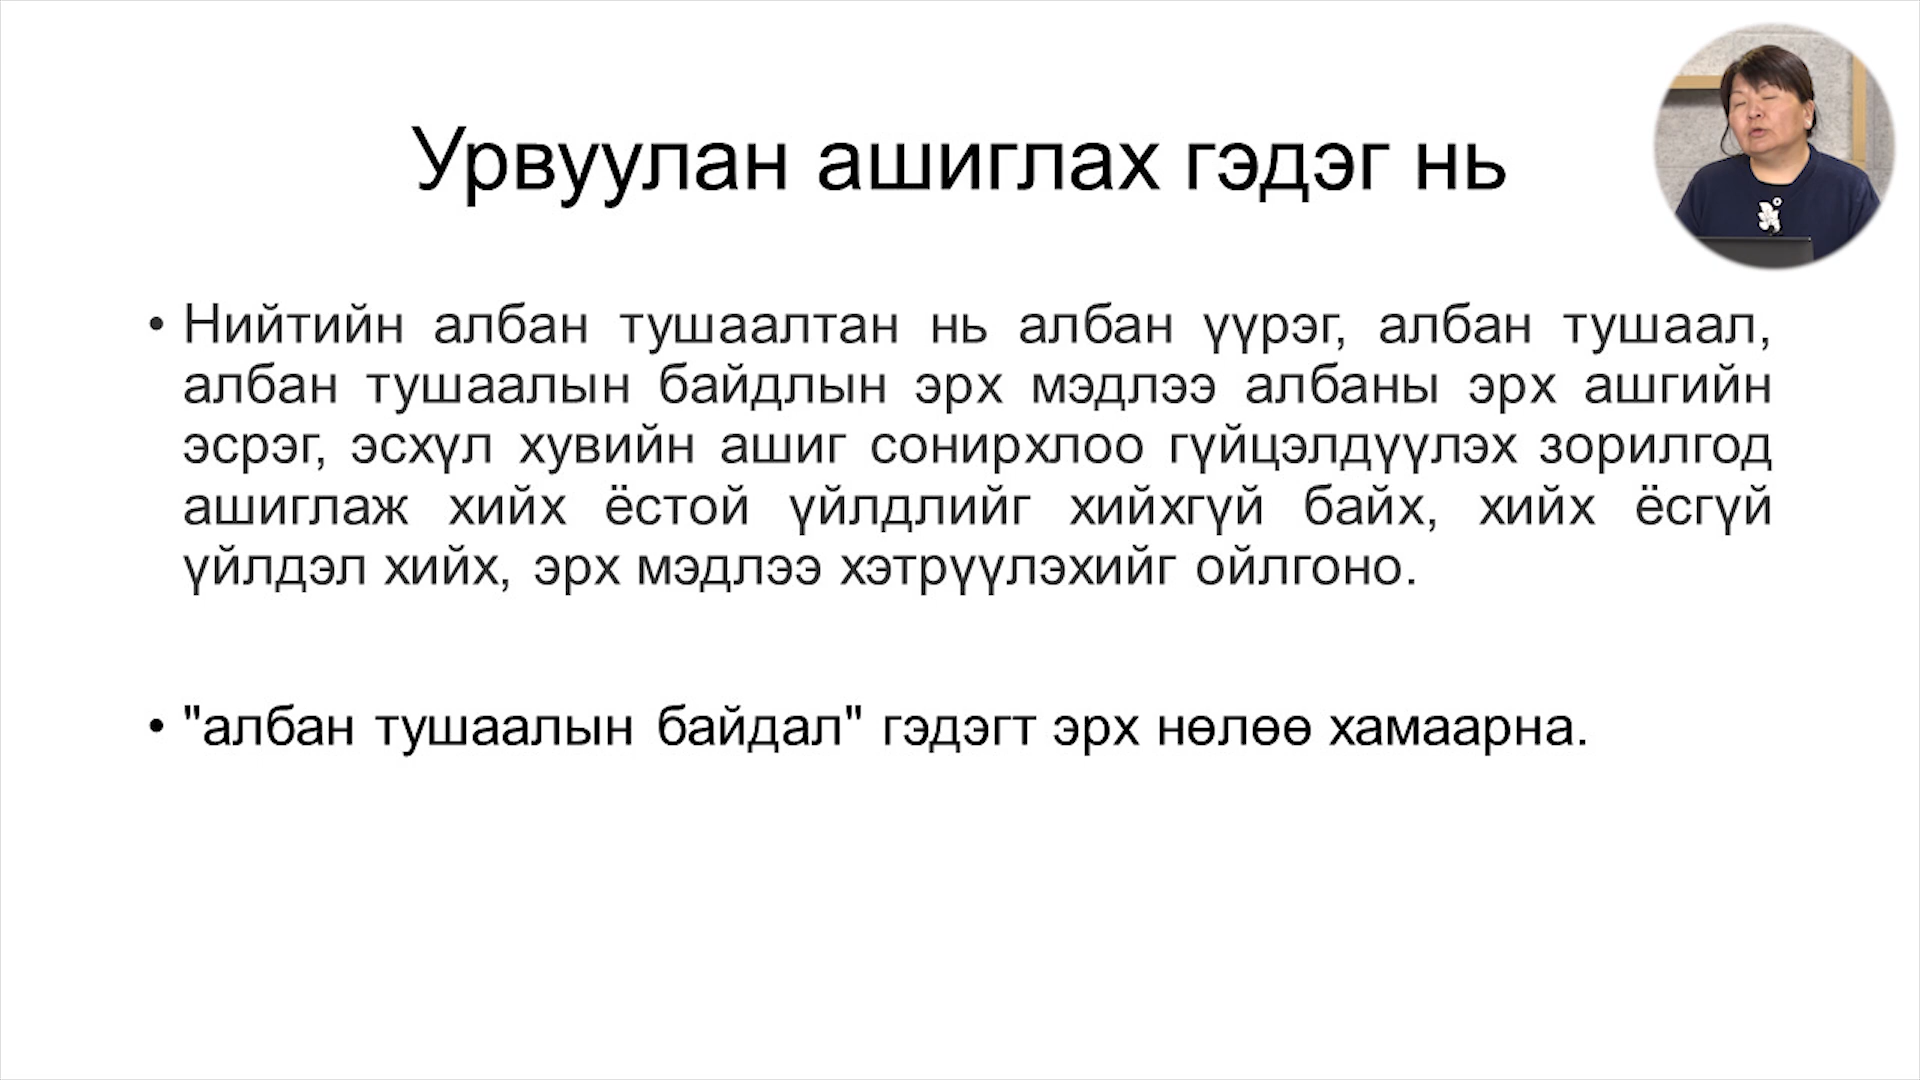 Урвуулан ашиглах гэдэг нь
• Нийтийн албан тушаалтан нь албан үүрэг, албан тушаал,
албан тушаалын байдлын эрх мэдлээ албаны эрх ашгийн
эсрэг, эсхүл хувийн ашиг сонирхлоо гүйцэлдүүлэх зорилгод
ашиглаж хийх ёстой үйлдлийг хийхгүй байх, хийх ёсгүй
үйлдэл хийх, эрх мэдлээ хэтрүүлэхийг ойлгоно.
• "албан тушаалын байдал" гэдэгт эрх нөлөө хамаарна.